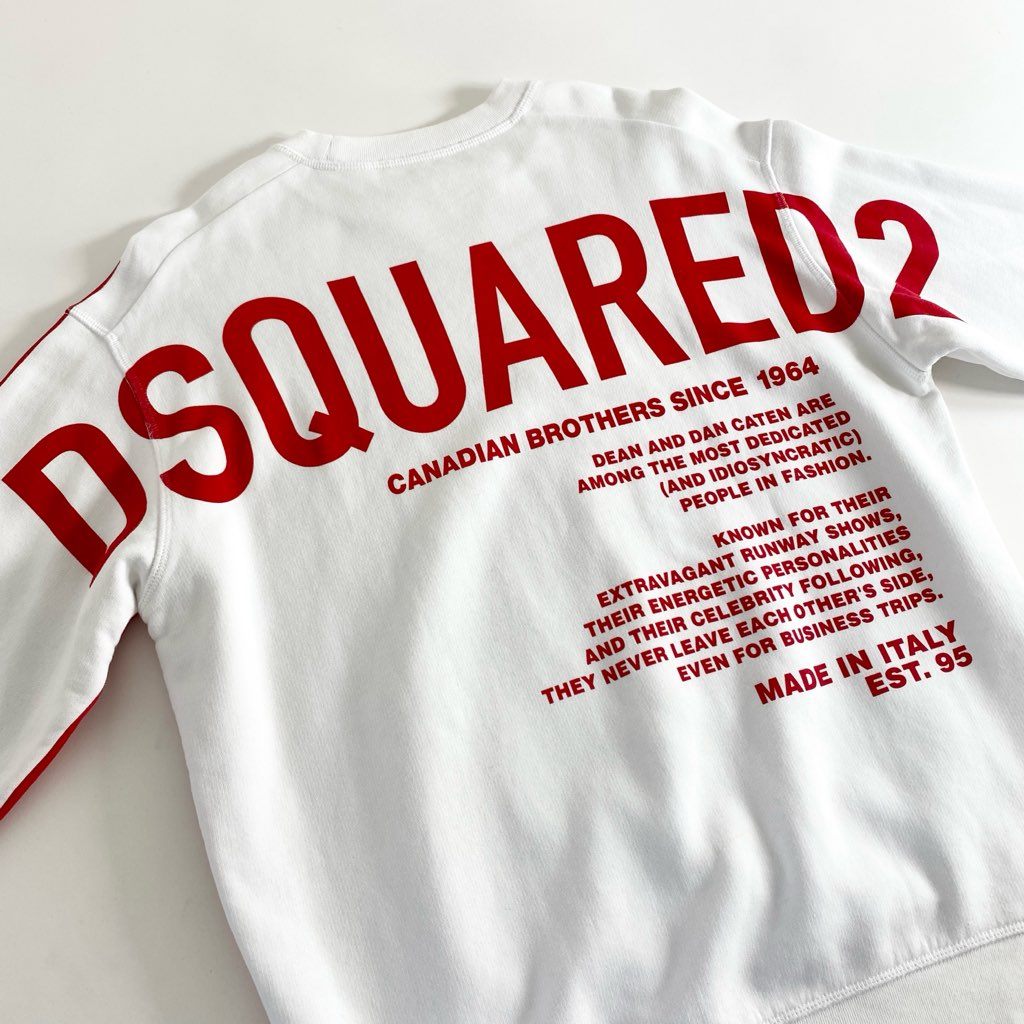 DSQUARED2
CANADIAN BROTHERS SINCE 1964
DEAN AND DAN CATEN ARE
AMONG THE MOST DEDICATED
(AND IDIOSYNCRATIC)
PEOPLE IN FASHION.
KNOWN FOR THEIR
EXTRAVAGANT RUNWAY SHOWS,
THEIR ENERGETIC PERSONALITIES
AND THEIR CELEBRITY FOLLOWING,
THEY NEVER LEAVE EACH OTHER'S SIDE,
EVEN FOR BUSINESS TRIPS.
MADE IN ITALY
EST. 95